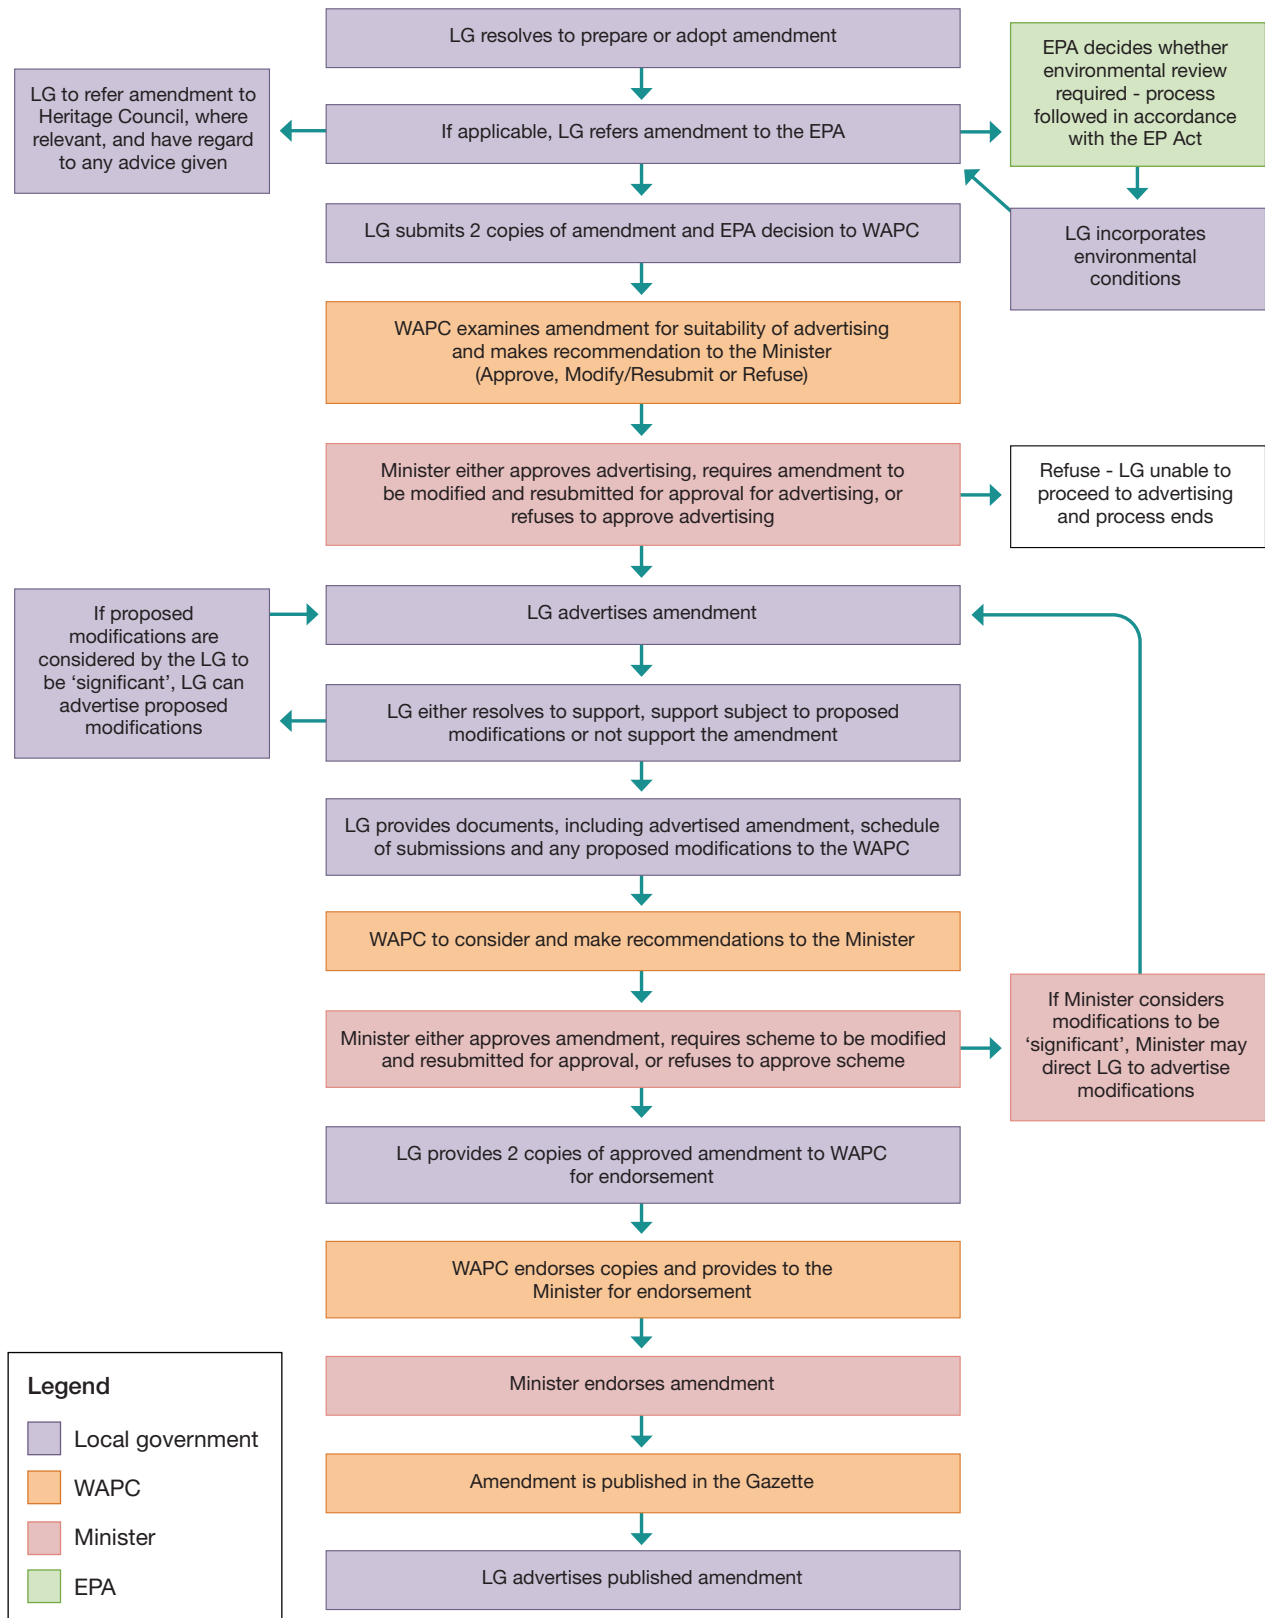 LG resolves to prepare or adopt amendment
EPA decides whether
environmental review
required - process
followed in accordance
with the EP Act
LG to refer amendment to
Heritage Council, where
relevant, and have regard
to any advice given
If applicable, LG refers amendment to the EPA
LG submits 2 copies of amendment and EPA decision to WAPC
LG incorporates
environmental
conditions
WAPC examines amendment for suitability of advertising
and makes recommendation to the Minister
(Approve, Modify/Resubmit or Refuse)
Minister either approves advertising, requires amendment to
be modified and resubmitted for approval for advertising, or
refuses to approve advertising
Refuse - LG unable to
proceed to advertising
and process ends
If proposed
modifications are
considered by the LG to
be ‘significant’, LG can
advertise proposed
modifications
LG advertises amendment
LG either resolves to support, support subject to proposed
modifications or not support the amendment
LG provides documents, including advertised amendment, schedule
of submissions and any proposed modifications to the WAPC
WAPC to consider and make recommendations to the Minister
Minister either approves amendment, requires scheme to be modified
and resubmitted for approval, or refuses to approve scheme
If Minister considers
modifications to be
‘significant’, Minister may
direct LG to advertise
modifications
LG provides 2 copies of approved amendment to WAPC
for endorsement
WAPC endorses copies and provides to the
Minister for endorsement
Minister endorses amendment
Amendment is published in the Gazette
LG advertises published amendment
Legend
Local government
WAPC
Minister
EPA